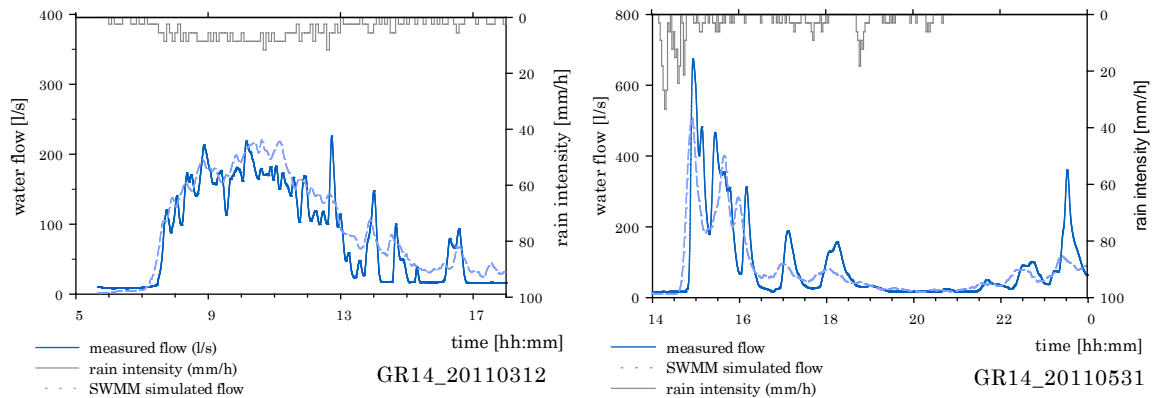 400
300
200
100
0
water flow [l/s]
0
20
40
60
80
100
rain intensity [mm/h]
5
9
13
17
time [hh:mm]
measured flow (l/s)
rain intensity (mm/h)
SWMM simulated flow
GR14_20110312
800
600
400
200
0
water flow [l/s]
0
20
40
60
80
100
rain intensity [mm/h]
14
16
18
20
22
0
time [hh:mm]
measured flow
SWMM simulated flow
rain intensity (mm/h)
GR14_20110531